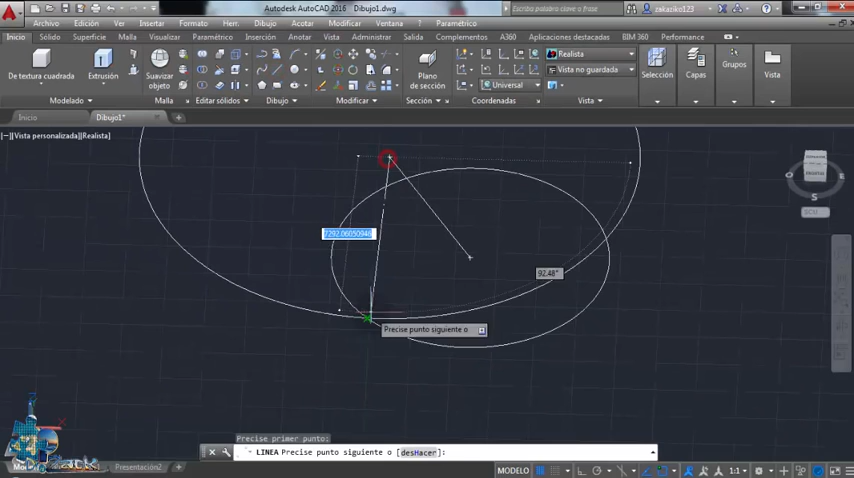 Autodesk AutoCAD 2016 Dibujo1.dwg
Escriba palabra clave o frase
zakaziko123
Archivo Edición Ver Insertar Formato Herr. Dibujo Acotar Modificar Ventana ? Paramétrico
Inicio Sólido Superficie Malla Visualizar Paramétrico Inserción Anotar Vista Salida Administrar Complementos A360 Aplicaciones destacadas Express Tools BIM 360 Performance
De textura cuadrada
Extrusión
Suavizar objeto
Plano de sección
Universal
Realista
Vista no guardada
Selección
Capas
Grupos
Vista
Modelado
Malla
Editar sólidos
Dibujo
Modificar
Sección
Coordenadas
Vista
Inicio Dibujo1*
[−][Vista personalizada][Realista]
SCU
7292.06050946
92.48°
Precise punto siguiente o
Precise primer punto:
LINEA Precise punto siguiente o [desHacer]:
Presentación2
MODELO
1:1